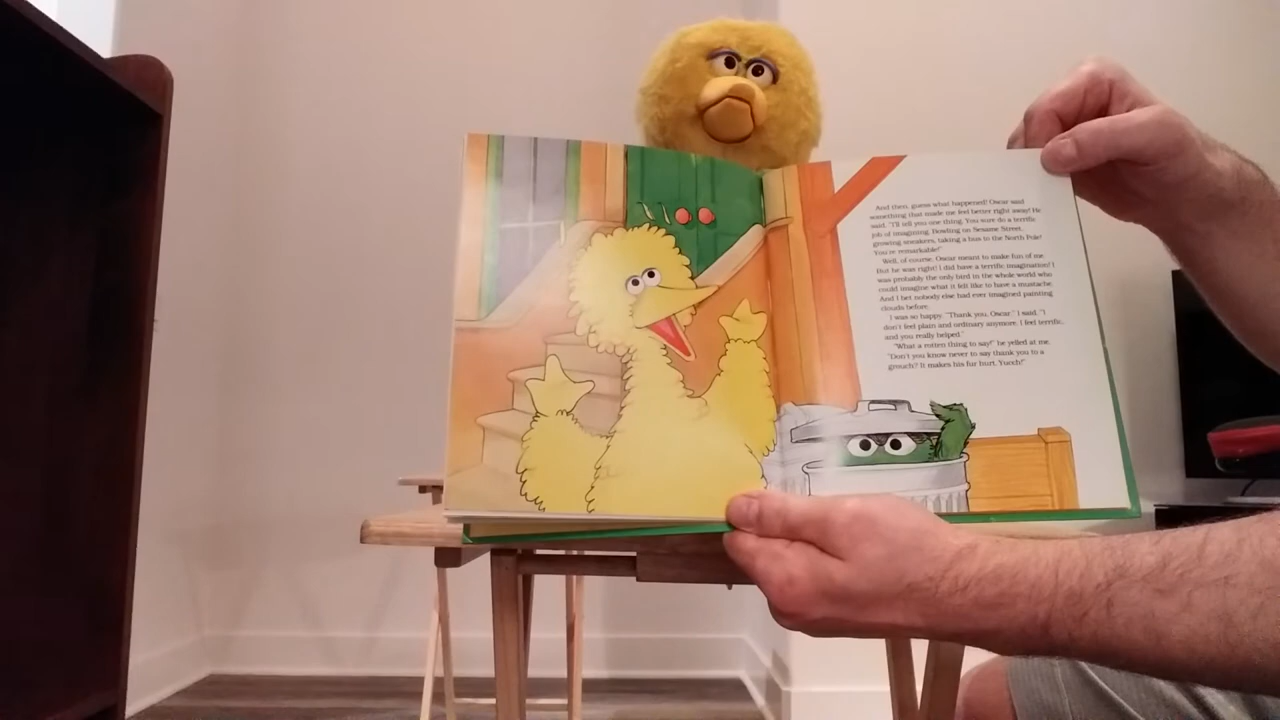 And then, guess what happened! Oscar said
something that made me feel better right away! He
said, "I'll tell you one thing. You sure do a terrific
job of imagining. Bowling on Sesame Street,
growing sneakers, taking a bus to the North Pole!
You're remarkable!"
Well, of course, Oscar meant to make fun of me.
But he was right! I did have a terrific imagination! I
was probably the only bird in the whole world who
could imagine what it felt like to have a mustache.
And I bet nobody else had ever imagined painting
clouds before.
I was so happy. "Thank you, Oscar," I said. "I
don't feel plain and ordinary anymore. I feel terrific,
and you really helped."
"What a rotten thing to say!" he yelled at me.
"Don't you know never to say thank you to a
grouch? It makes his fur hurt. Yucch!"